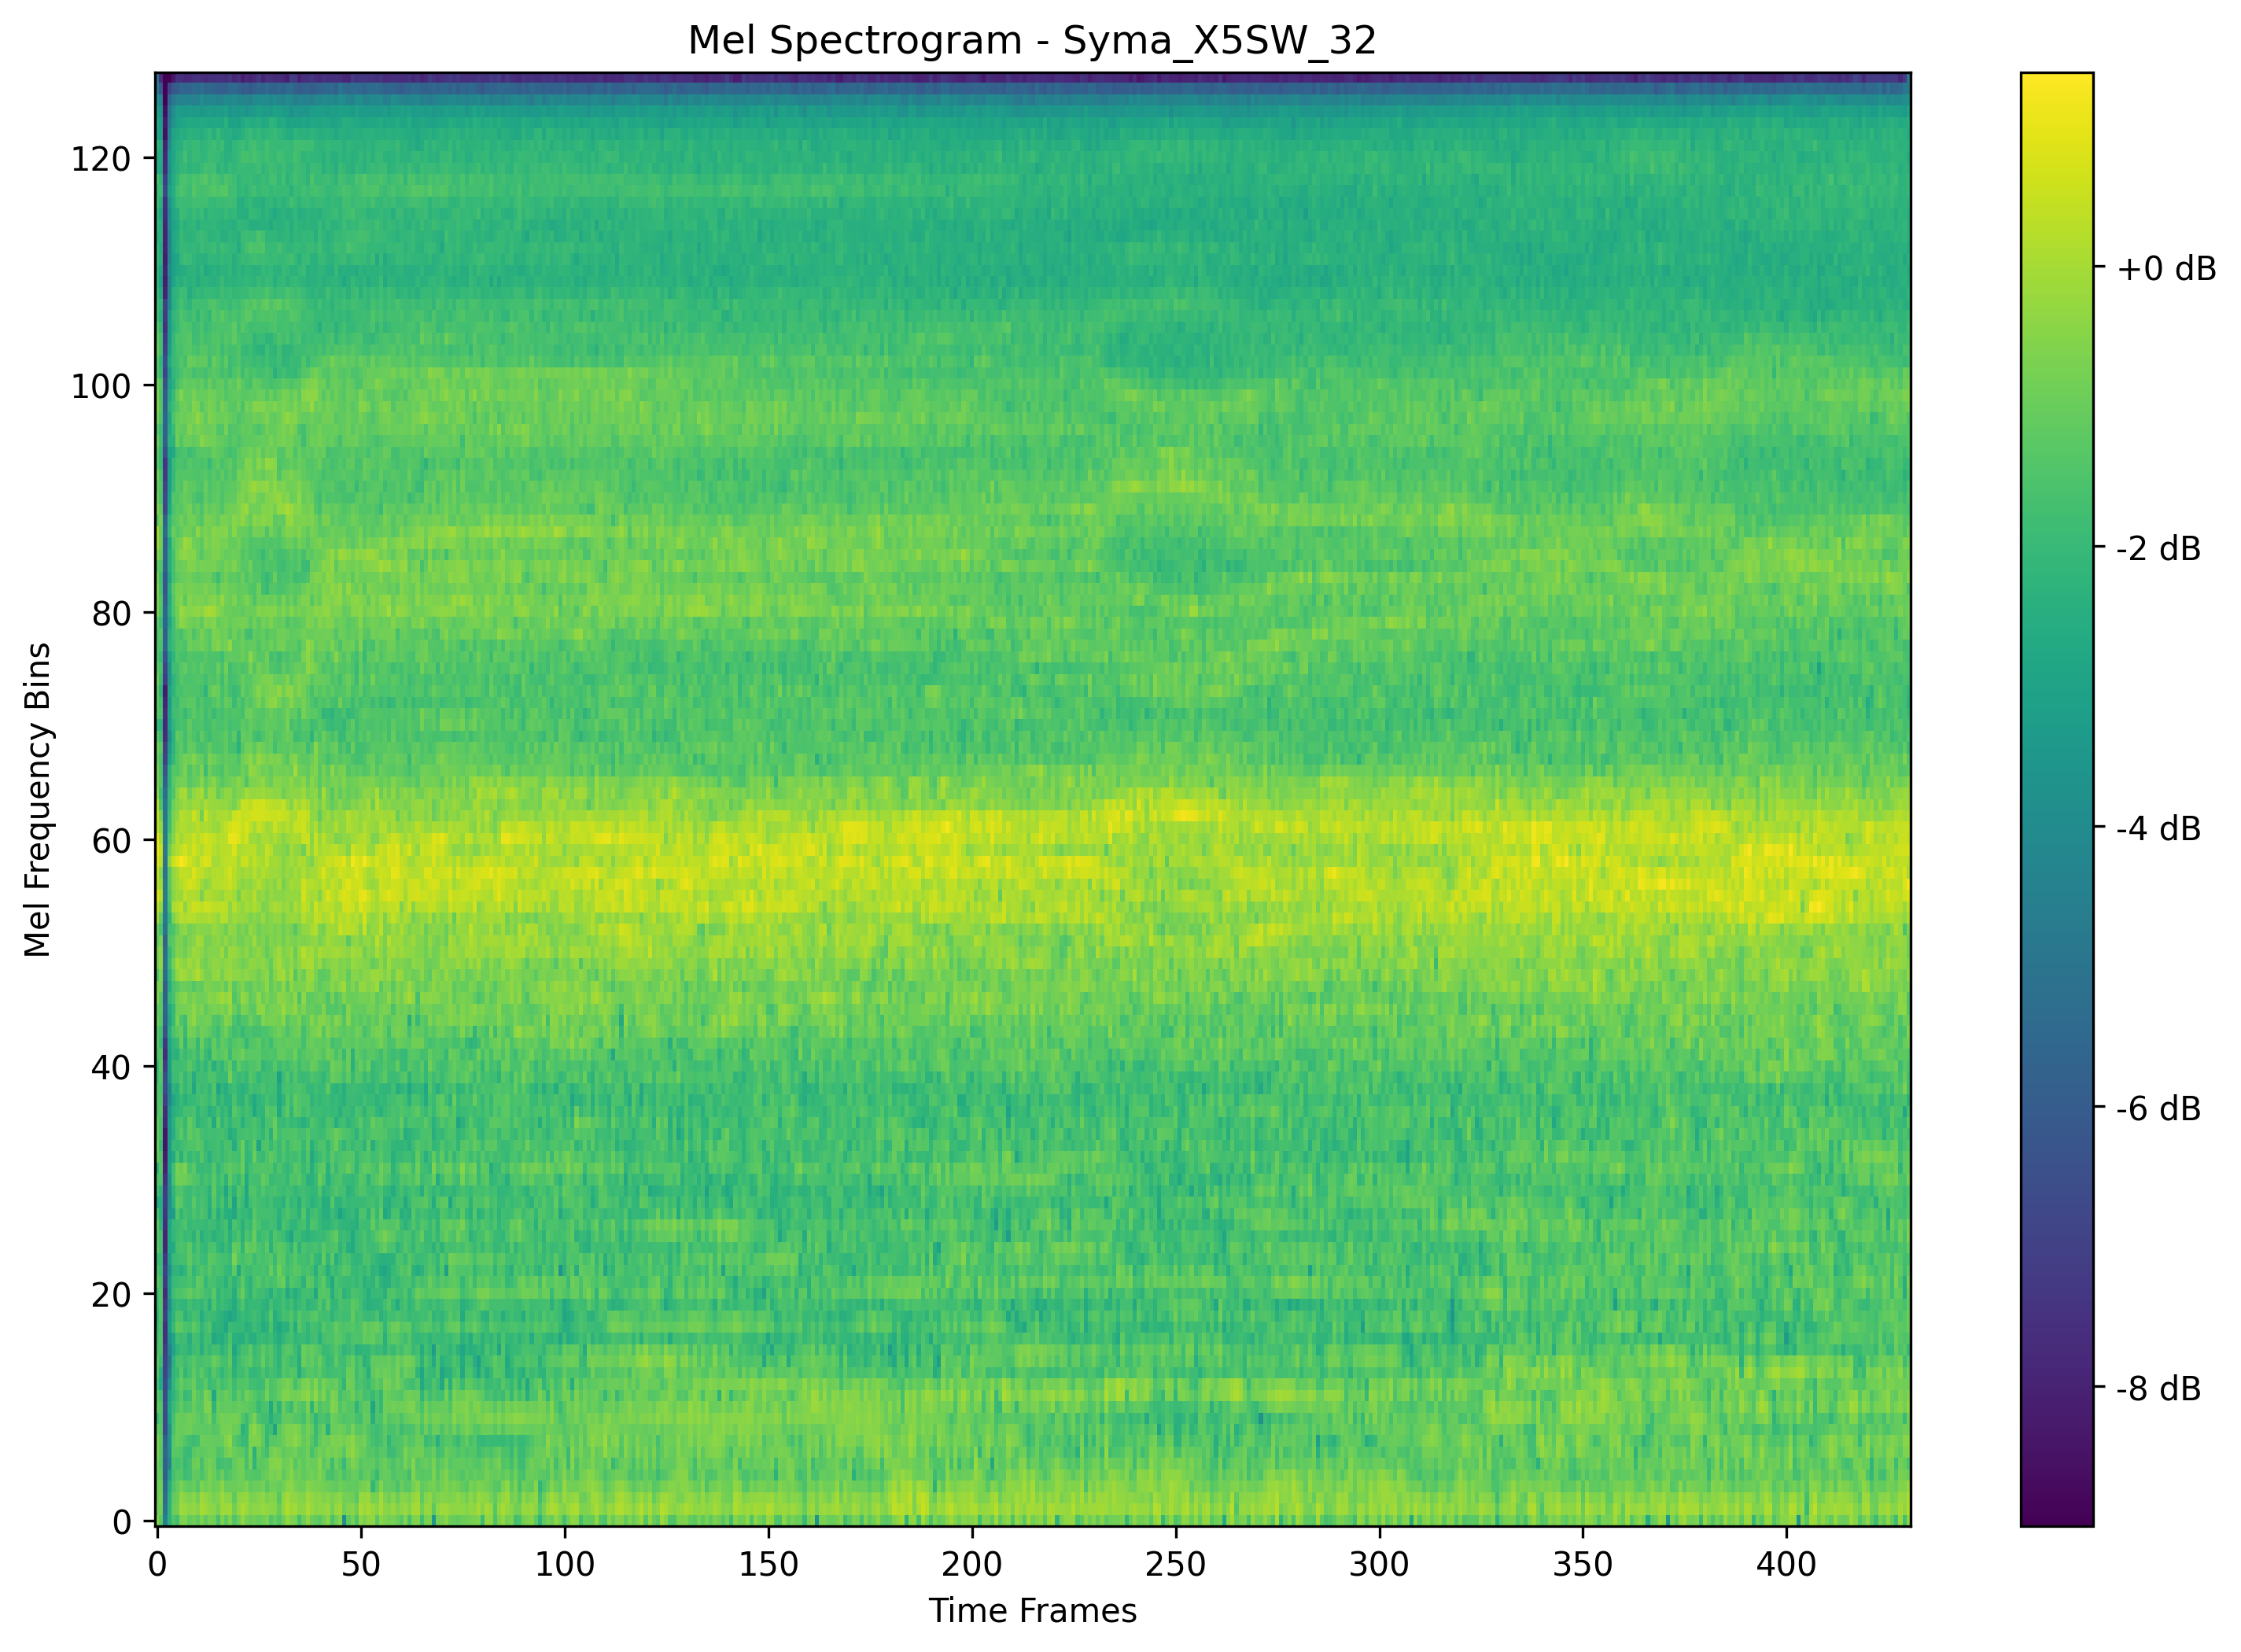 Mel Spectrogram - Syma_X5SW_32
Mel Frequency Bins
120
100
80
60
40
20
0
0 50 100 150 200 250 300 350 400
Time Frames
+0 dB
-2 dB
-4 dB
-6 dB
-8 dB